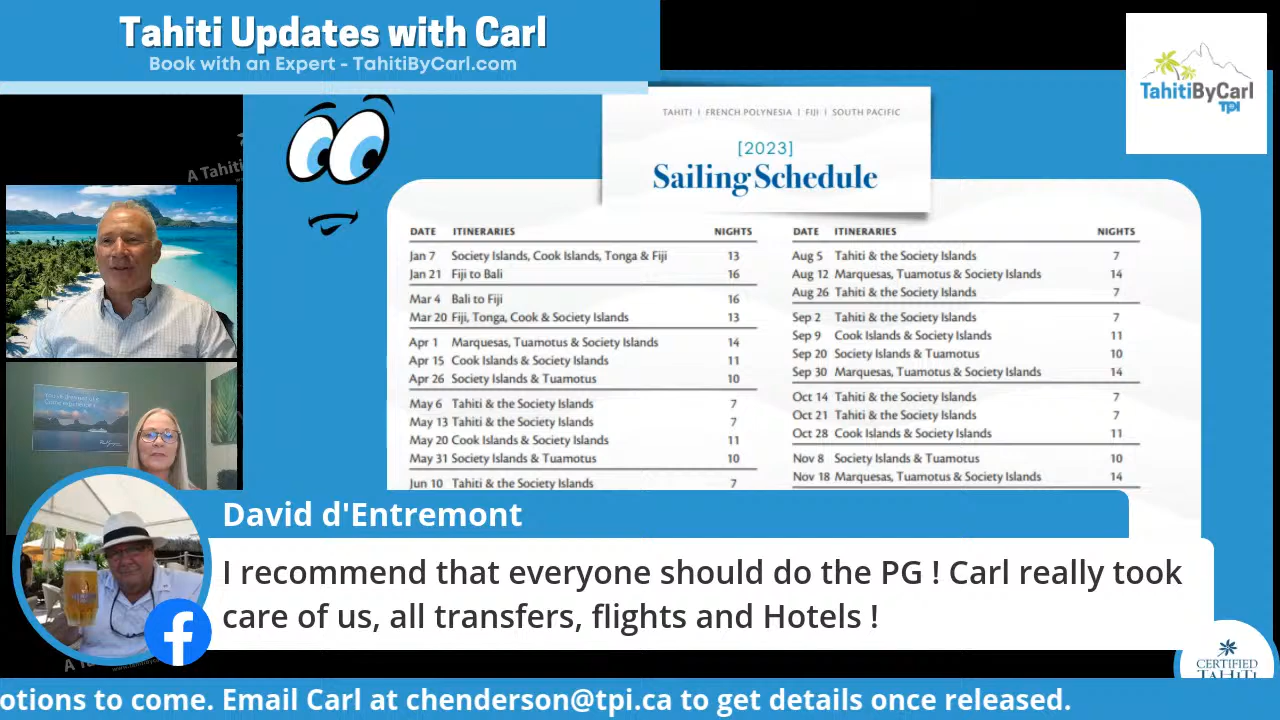 Tahiti Updates with Carl
Book with an Expert - TahitiByCarl.com
TahitiByCarl
TPI
TAHITI | FRENCH POLYNESIA | FIJI | SOUTH PACIFIC
[2023]
Sailing Schedule
DATE ITINERARIES NIGHTS
Jan 7 Society Islands, Cook Islands, Tonga & Fiji 13
Jan 21 Fiji to Bali 16
Mar 4 Bali to Fiji 16
Mar 20 Fiji, Tonga, Cook & Society Islands 13
Apr 1 Marquesas, Tuamotus & Society Islands 14
Apr 15 Cook Islands & Society Islands 11
Apr 26 Society Islands & Tuamotus 10
May 6 Tahiti & the Society Islands 7
May 13 Tahiti & the Society Islands 7
May 20 Cook Islands & Society Islands 11
May 31 Society Islands & Tuamotus 10
Jun 10 Tahiti & the Society Islands 7
DATE ITINERARIES NIGHTS
Aug 5 Tahiti & the Society Islands 7
Aug 12 Marquesas, Tuamotus & Society Islands 14
Aug 26 Tahiti & the Society Islands 7
Sep 2 Tahiti & the Society Islands 7
Sep 9 Cook Islands & Society Islands 11
Sep 20 Society Islands & Tuamotus 10
Sep 30 Marquesas, Tuamotus & Society Islands 14
Oct 14 Tahiti & the Society Islands 7
Oct 21 Tahiti & the Society Islands 7
Oct 28 Cook Islands & Society Islands 11
Nov 8 Society Islands & Tuamotus 10
Nov 18 Marquesas, Tuamotus & Society Islands 14
A Tahiti
David d'Entremont
I recommend that everyone should do the PG ! Carl really took
care of us, all transfers, flights and Hotels !
CERTIFIED
TAHITI
otions to come. Email Carl at chenderson@tpi.ca to get details once released.